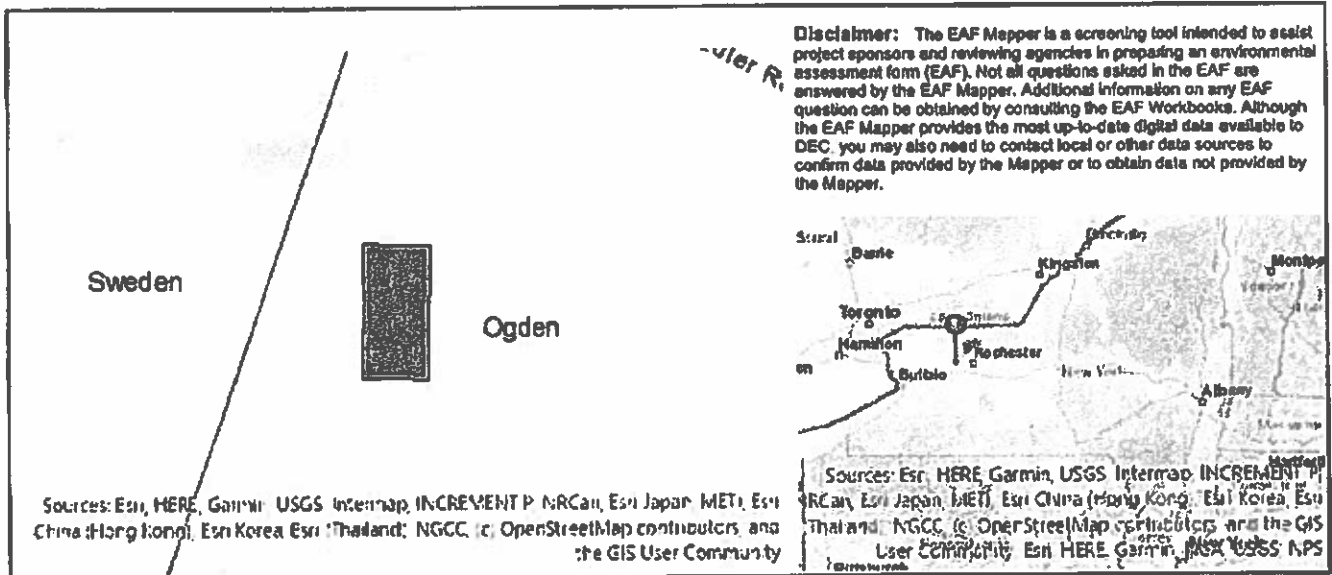 Disclaimer: The EAF Mapper is a screening tool intended to assist
project sponsors and reviewing agencies in preparing an environmental
assessment form (EAF). Not all questions asked in the EAF are
answered by the EAF Mapper. Additional information on any EAF
question can be obtained by consulting the EAF Workbooks. Although
the EAF Mapper provides the most up-to-date digital data available to
DEC, you may also need to contact local or other data sources to
confirm data provided by the Mapper or to obtain data not provided by
the Mapper.
Sweden
Ogden
Sources: Esri, HERE, Garmin, USGS, Intermap, INCREMENT P, NRCan, Esri Japan, METI, Esri
China (Hong Kong), Esri Korea, Esri (Thailand), NGCC, (c) OpenStreetMap contributors, and
the GIS User Community
Barrie
Kingston
Toronto
Hamilton
Rochester
Buffalo
New York
Albany
Hartford
Sources: Esri, HERE, Garmin, USGS, Intermap, INCREMENT P,
NRCan, Esri Japan, METI, Esri China (Hong Kong), Esri Korea, Esri
(Thailand), NGCC, (c) OpenStreetMap contributors, and the GIS
User Community, Esri, HERE, Garmin, USGS, NPS